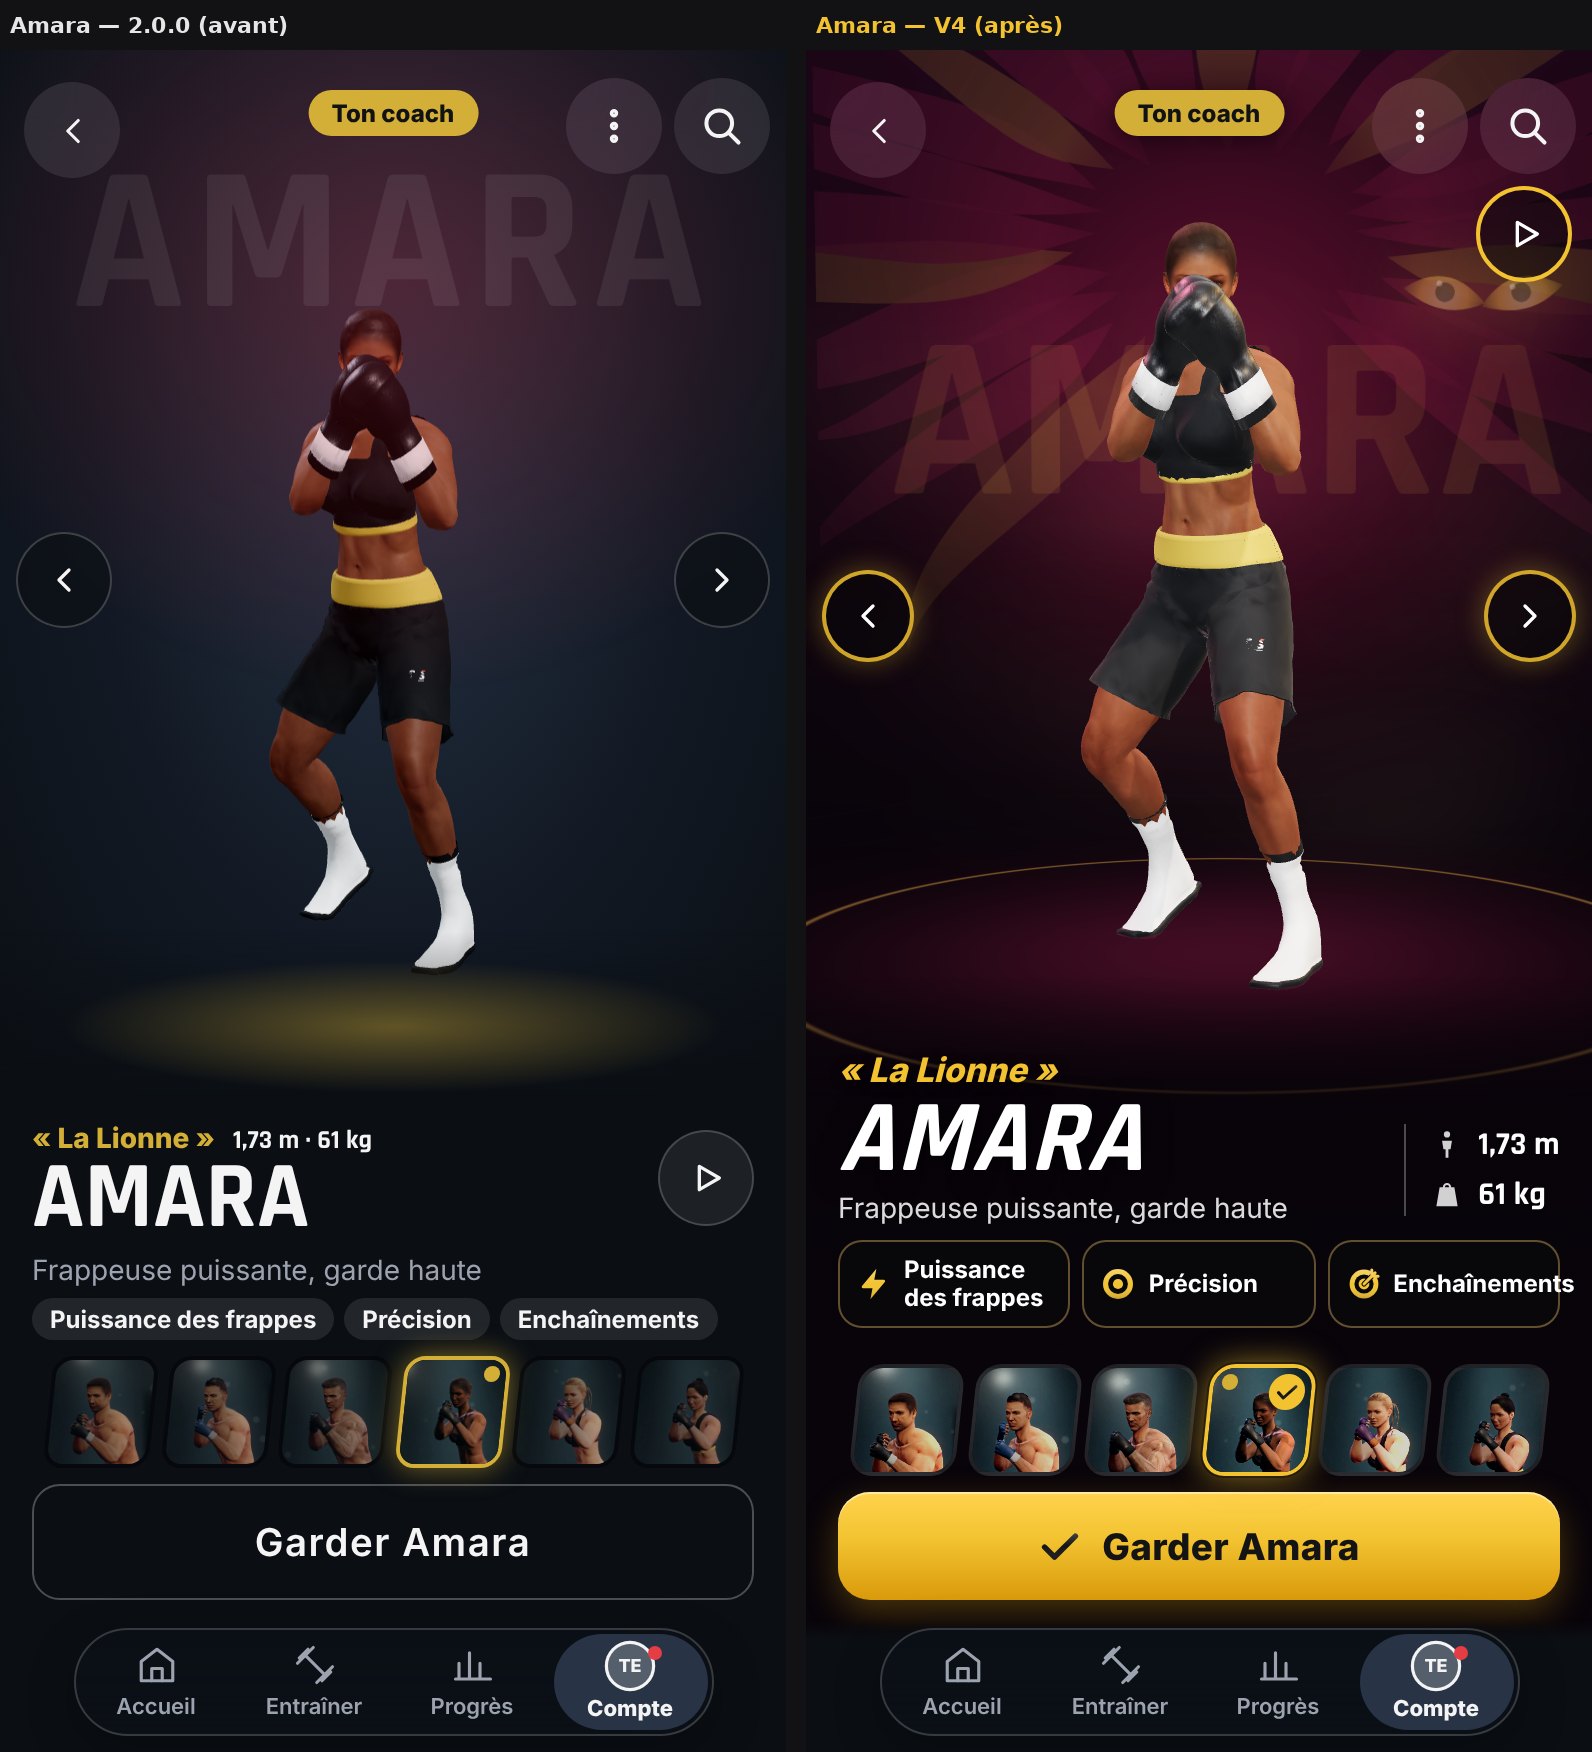 Amara — 2.0.0 (avant)
Ton coach
AMARA
« La Lionne » 1,73 m · 61 kg
AMARA
Frappeuse puissante, garde haute
Puissance des frappes
Précision
Enchaînements
Garder Amara
Accueil
Entraîner
Progrès
TE
Compte
Amara — V4 (après)
Ton coach
AMARA
« La Lionne »
AMARA
Frappeuse puissante, garde haute
1,73 m
61 kg
Puissance
des frappes
Précision
Enchaînements
Garder Amara
Accueil
Entraîner
Progrès
TE
Compte